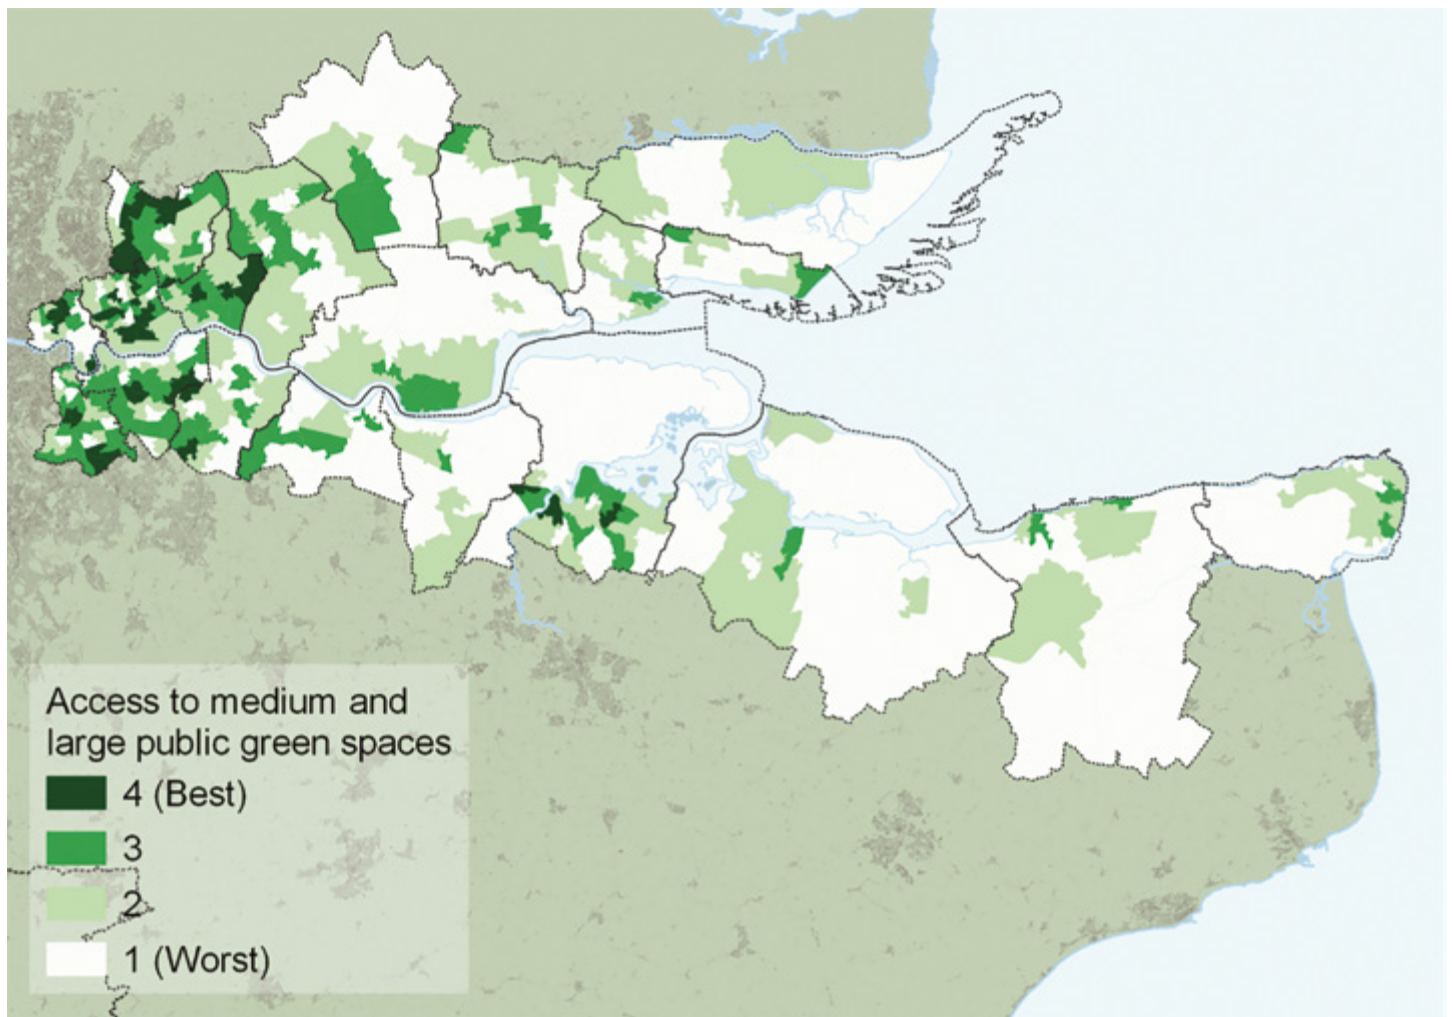 Access to medium and
large public green spaces
4 (Best)
3
2
1 (Worst)